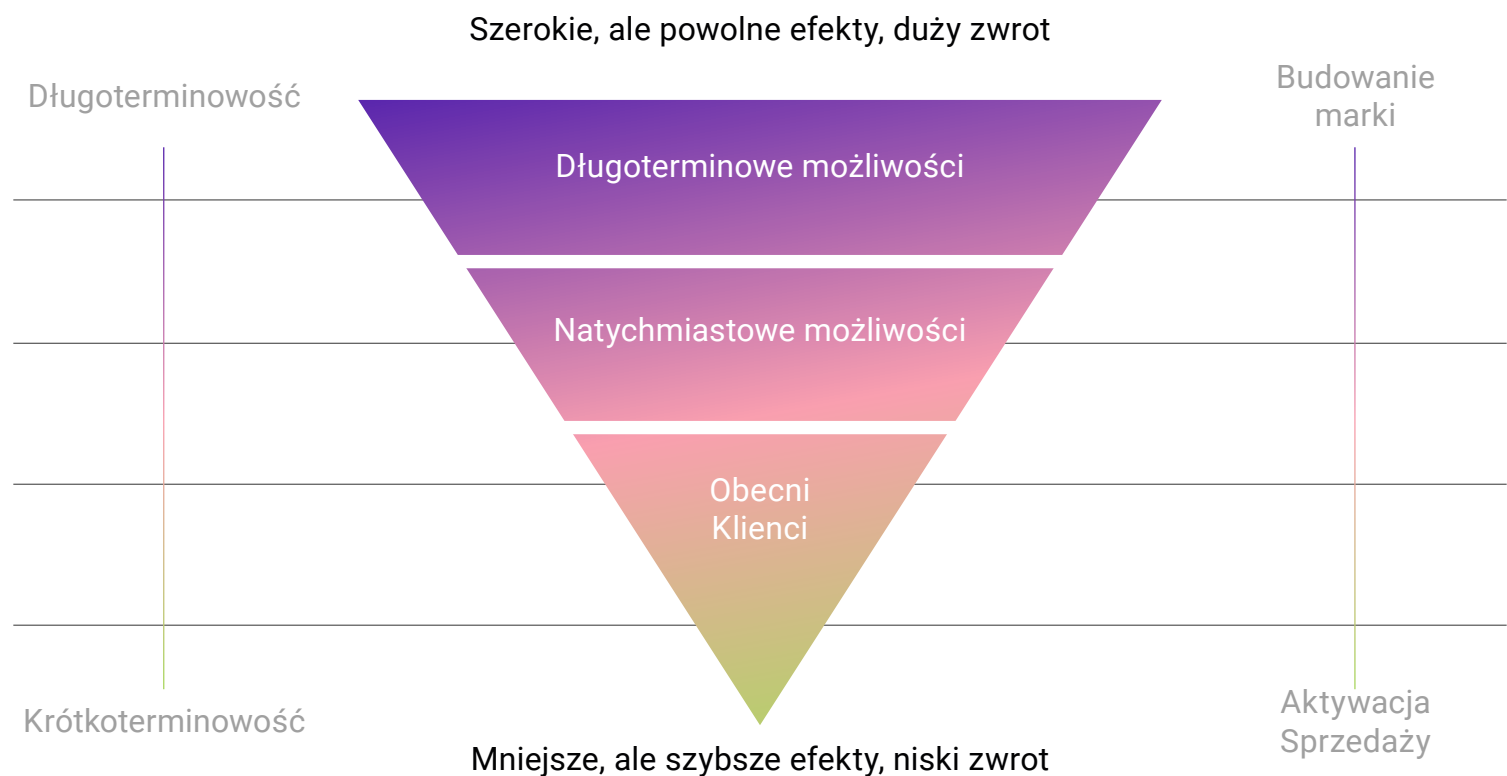 Szerokie, ale powolne efekty, duży zwrot
Długoterminowość
Budowanie
marki
Długoterminowe możliwości
Natychmiastowe możliwości
Obecni
Klienci
Krótkoterminowość
Aktywacja
Sprzedaży
Mniejsze, ale szybsze efekty, niski zwrot